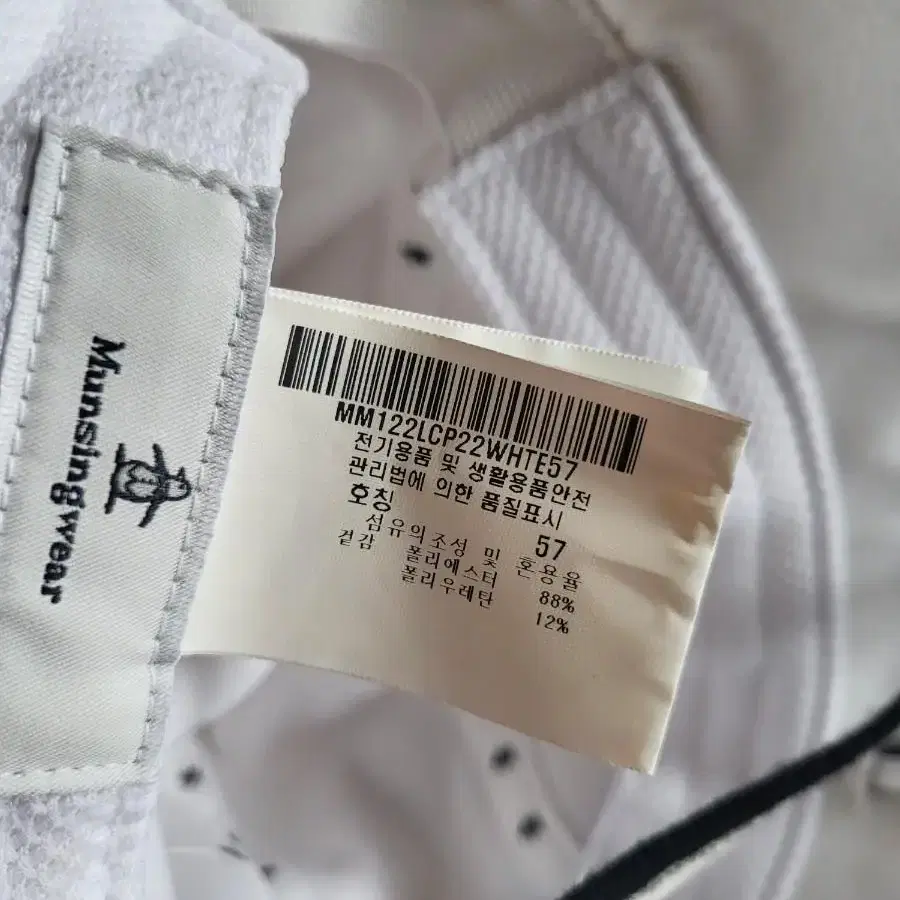 Munsingwear
MM122LCP22WHTE57
전기용품 및 생활용품안전
관리법에 의한 품질표시
호칭 57
섬유의조성 및 혼용율
겉감 폴리에스터 88%
폴리우레탄 12%